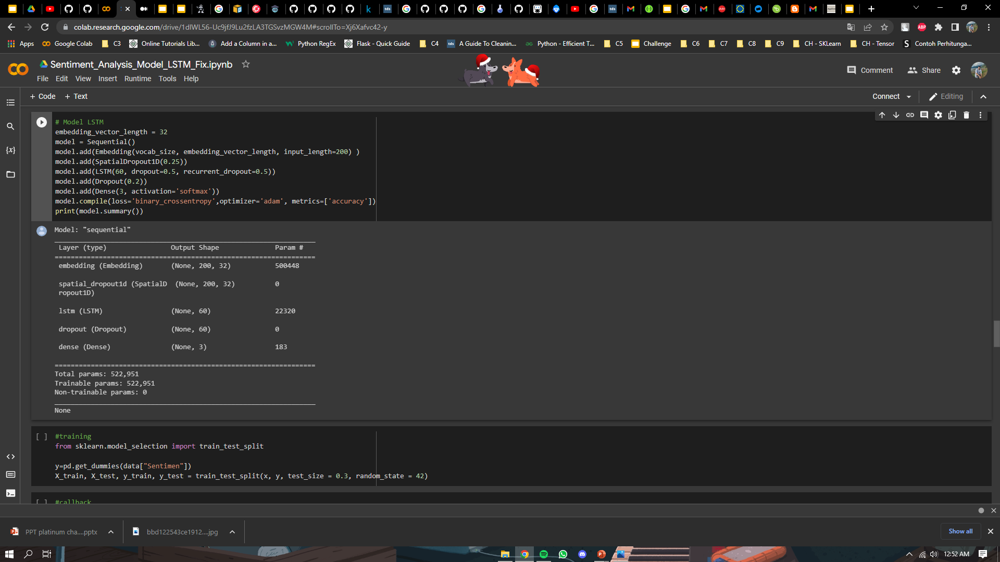 colab.research.google.com/drive/1dlWL56-Uc9jfJ9Lu2fzLA3TGSvzMGW4M#scrollTo=Xj6Xafvc42-y
Apps Google Colab C3 Online Tutorials Lib... Add a Column in a... Python RegEx Flask - Quick Guide C4 A Guide To Cleanin... Python - Efficient T... C5 Challenge C6 C7 C8 C9 CH - SKLearn CH - Tensor Contoh Perhitunga...
Sentiment_Analysis_Model_LSTM_Fix.ipynb
File Edit View Insert Runtime Tools Help
Comment Share
+ Code + Text
Connect Editing
# Model LSTM
embedding_vector_length = 32
model = Sequential()
model.add(Embedding(vocab_size, embedding_vector_length, input_length=200) )
model.add(SpatialDropout1D(0.25))
model.add(LSTM(60, dropout=0.5, recurrent_dropout=0.5))
model.add(Dropout(0.2))
model.add(Dense(3, activation='softmax'))
model.compile(loss='binary_crossentropy',optimizer='adam', metrics=['accuracy'])
print(model.summary())
Model: "sequential"
Layer (type) Output Shape Param #
embedding (Embedding) (None, 200, 32) 500448
spatial_dropout1d (SpatialD (None, 200, 32) 0
ropout1D)
lstm (LSTM) (None, 60) 22320
dropout (Dropout) (None, 60) 0
dense (Dense) (None, 3) 183
Total params: 522,951
Trainable params: 522,951
Non-trainable params: 0
None
[ ] #training
from sklearn.model_selection import train_test_split
y=pd.get_dummies(data["Sentimen"])
X_train, X_test, y_train, y_test = train_test_split(x, y, test_size = 0.3, random_state = 42)
[ ] #callback
PPT platinum cha....pptx bbd122543ce1912....jpg Show all
12:52 AM